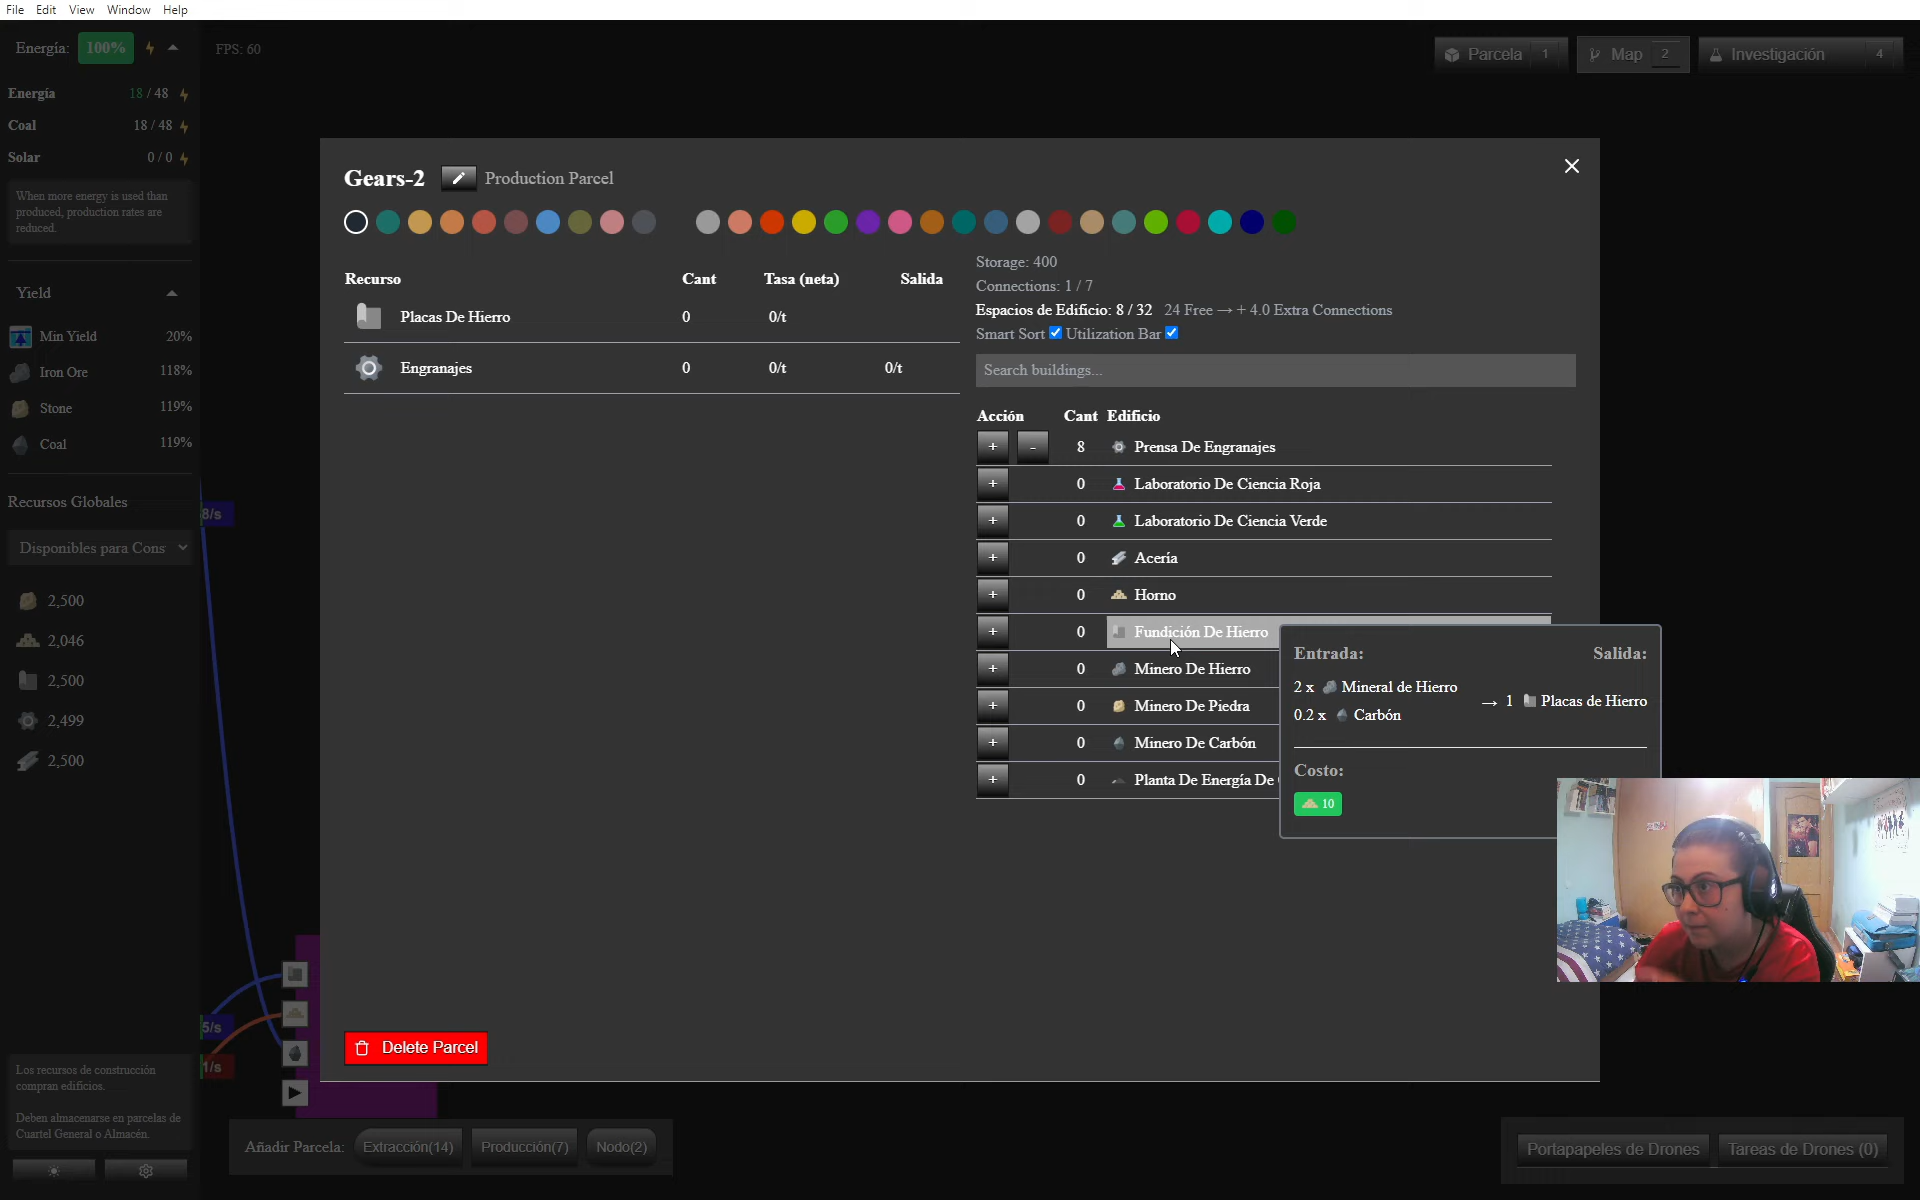 File Edit View Window Help
Energía: 100%
FPS: 60
Parcela 1
Map 2
Investigación 4
Energía 18 / 48
Coal 18 / 48
Solar 0 / 0
When more energy is used than
produced, production rates are
reduced.
Yield
Min Yield 20%
Iron Ore 118%
Stone 119%
Coal 119%
Recursos Globales
Disponibles para Cons
2,500
2,046
2,500
2,499
2,500
Los recursos de construcción
compran edificios.
Deben almacenarse en parcelas de
Cuartel General o Almacén.
8/s
5/s
1/s
Gears-2 Production Parcel
Recurso Cant Tasa (neta) Salida
Placas De Hierro 0 0/t
Engranajes 0 0/t 0/t
Delete Parcel
Storage: 400
Connections: 1 / 7
Espacios de Edificio: 8 / 32 24 Free → + 4.0 Extra Connections
Smart Sort Utilization Bar
Search buildings...
Acción Cant Edificio
+ - 8 Prensa De Engranajes
+ 0 Laboratorio De Ciencia Roja
+ 0 Laboratorio De Ciencia Verde
+ 0 Acería
+ 0 Horno
+ 0 Fundición De Hierro
+ 0 Minero De Hierro
+ 0 Minero De Piedra
+ 0 Minero De Carbón
+ 0 Planta De Energía De
Entrada: Salida:
2 x Mineral de Hierro
→ 1 Placas de Hierro
0.2 x Carbón
Costo:
10
Añadir Parcela: Extracción(14) Producción(7) Nodo(2)
Portapapeles de Drones Tareas de Drones (0)